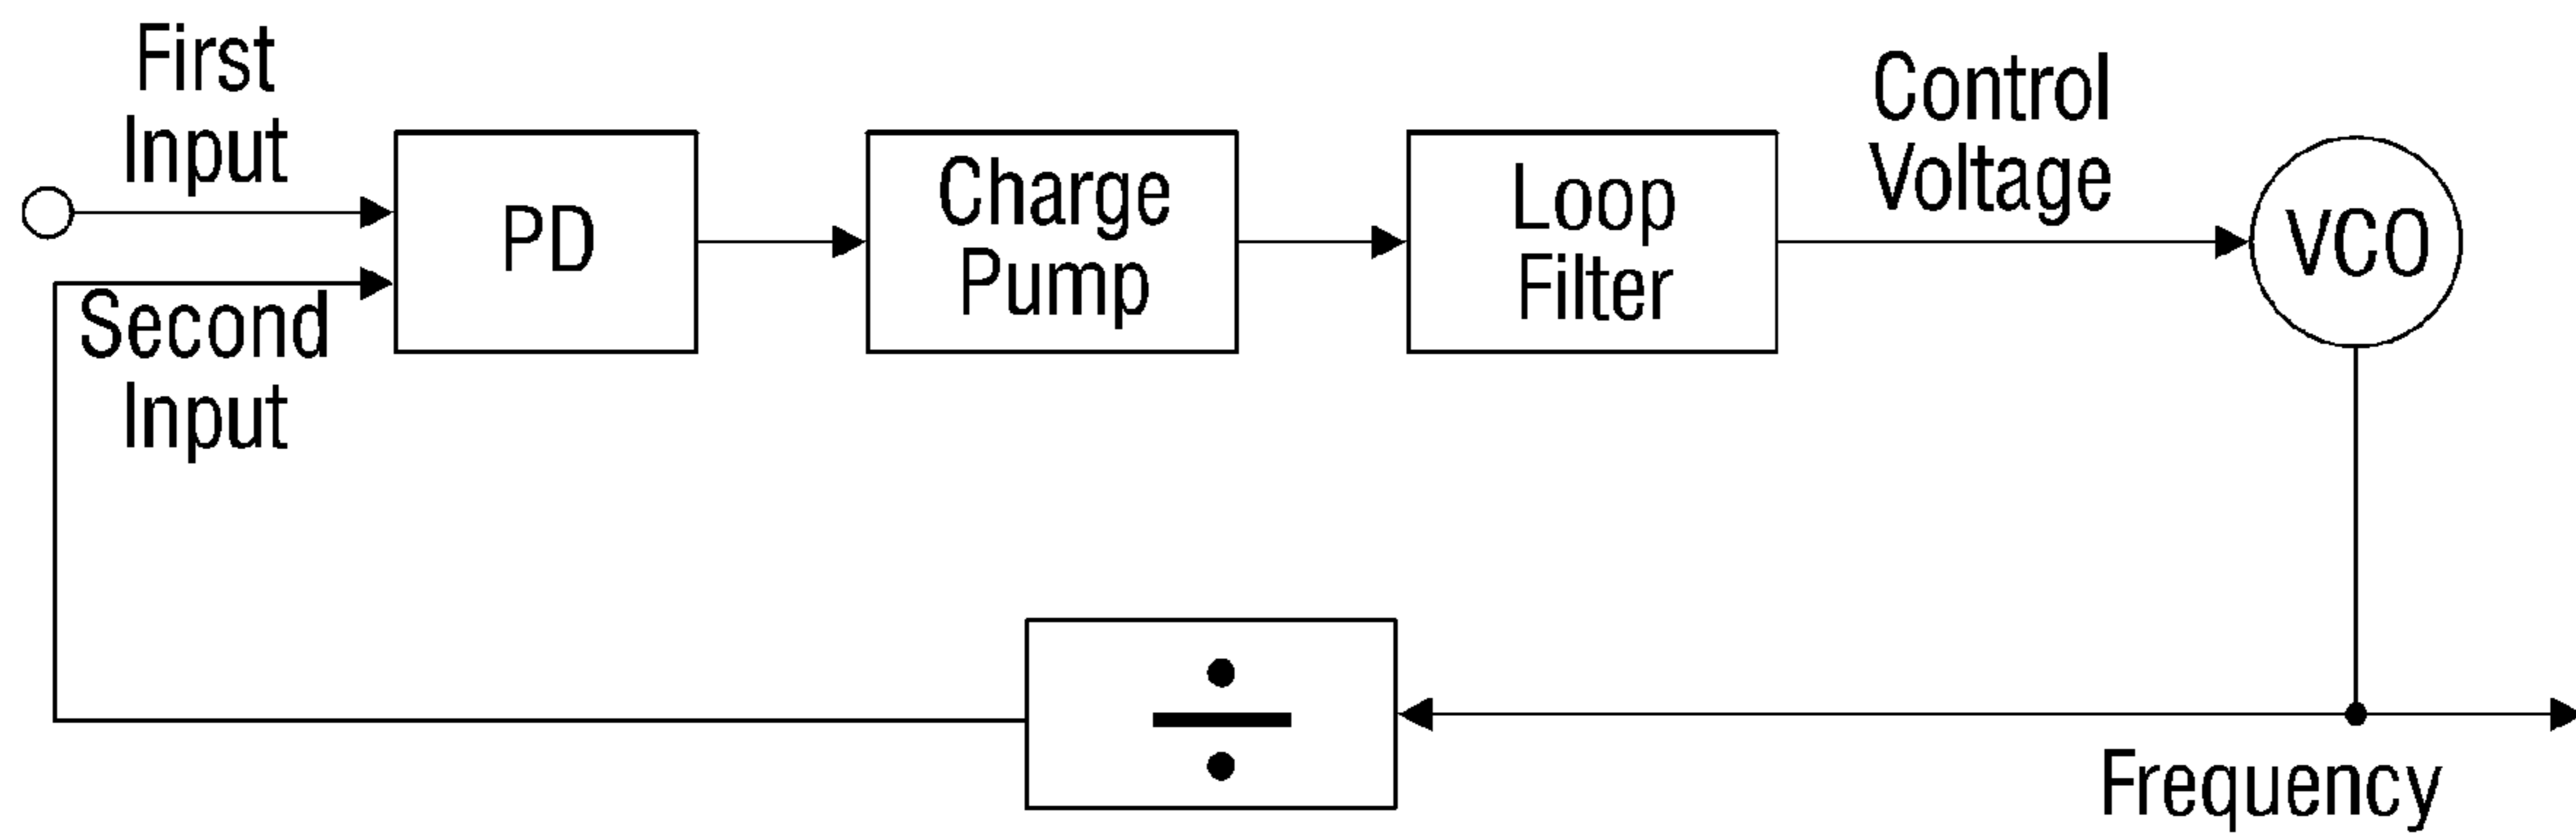 First
Input
PD
Second
Input
Charge
Pump
Loop
Filter
Control
Voltage
VCO
÷
Frequency